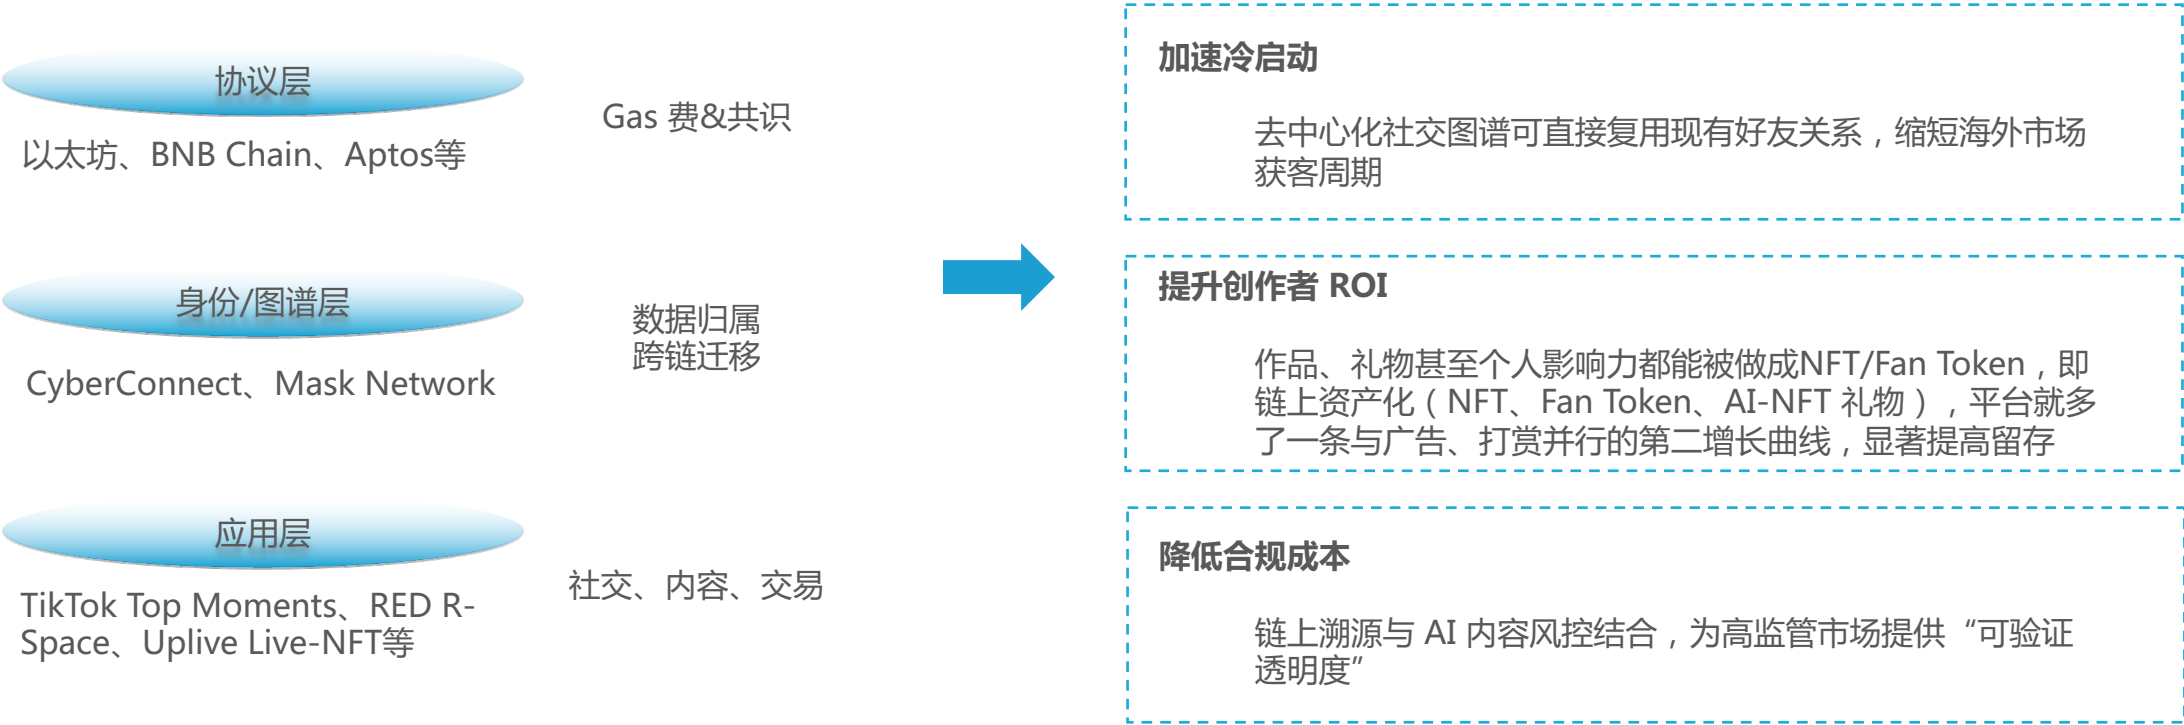 协议层
以太坊、BNB Chain、Aptos等
Gas 费&共识
身份/图谱层
CyberConnect、Mask Network
数据归属
跨链迁移
应用层
TikTok Top Moments、RED R-
Space、Uplive Live-NFT等
社交、内容、交易
加速冷启动
去中心化社交图谱可直接复用现有好友关系，缩短海外市场
获客周期
提升创作者 ROI
作品、礼物甚至个人影响力都能被做成NFT/Fan Token，即
链上资产化（NFT、Fan Token、AI-NFT 礼物），平台就多
了一条与广告、打赏并行的第二增长曲线，显著提高留存
降低合规成本
链上溯源与 AI 内容风控结合，为高监管市场提供“可验证
透明度”